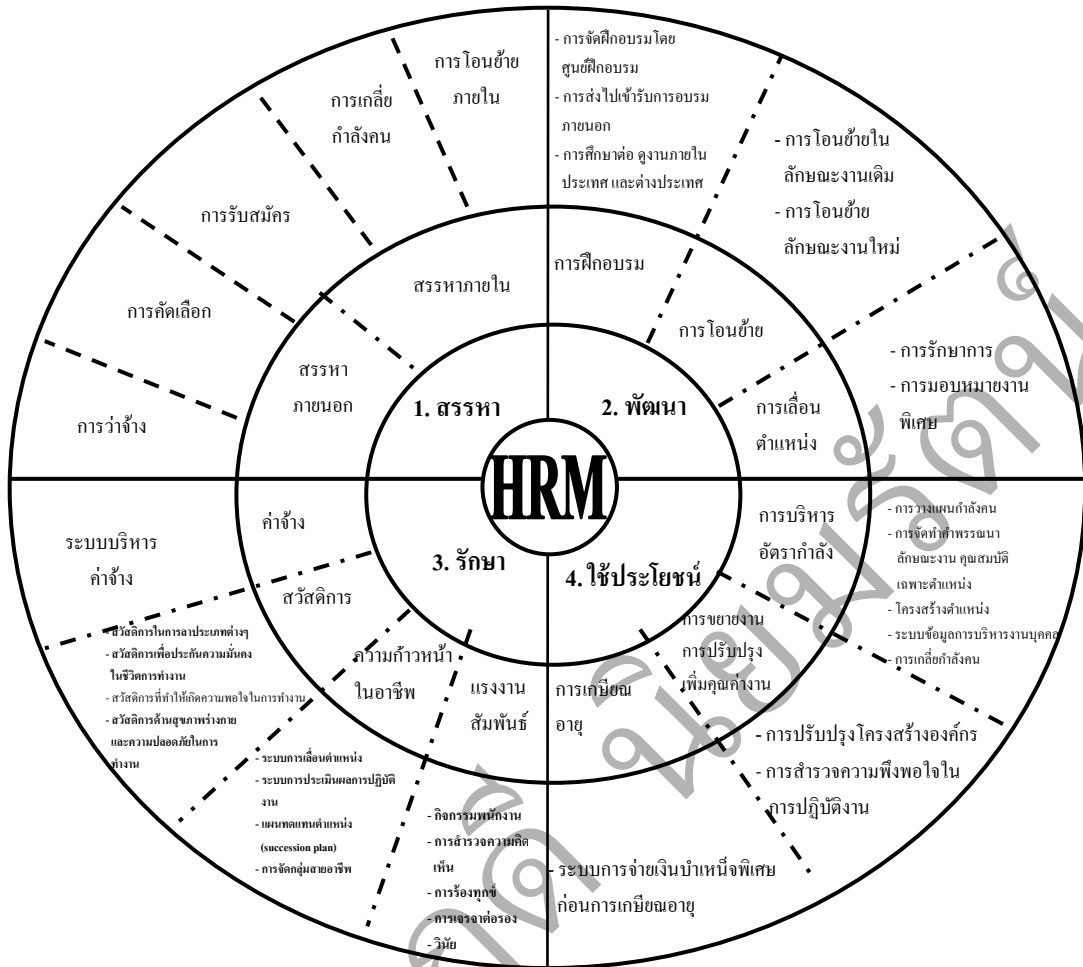 การโอนย้าย
ภายใน
การเกลี่ย
กำลังคน
การรับสมัคร
การคัดเลือก
การว่าจ้าง
สรรหาภายใน
สรรหา
ภายนอก
1. สรรหา
- การจัดฝึกอบรมโดย
ศูนย์ฝึกอบรม
- การส่งไปเข้ารับการอบรม
ภายนอก
- การศึกษาต่อ ดูงานภายใน
ประเทศ และต่างประเทศ
- การโอนย้ายใน
ลักษณะงานเดิม
- การโอนย้าย
ลักษณะงานใหม่
- การรักษาการ
- การมอบหมายงาน
พิเศษ
การฝึกอบรม
การโอนย้าย
การเลื่อน
ตำแหน่ง
2. พัฒนา
HRM
3. รักษา
ค่าจ้าง
สวัสดิการ
ความก้าวหน้า
ในอาชีพ
แรงงาน
สัมพันธ์
ระบบบริหาร
ค่าจ้าง
- สวัสดิการในการลาประเภทต่างๆ
- สวัสดิการเพื่อประกันความมั่นคง
ในชีวิตการทำงาน
- สวัสดิการที่ทำให้เกิดความพอใจในการทำงาน
- สวัสดิการด้านสุขภาพร่างกาย
และความปลอดภัยในการ
ทำงาน
- ระบบการเลื่อนตำแหน่ง
- ระบบการประเมินผลการปฏิบัติ
งาน
- แผนทดแทนตำแหน่ง
(succession plan)
- การจัดกลุ่มสายอาชีพ
- กิจกรรมพนักงาน
- การสำรวจความคิด
เห็น
- การร้องทุกข์
- การเจรจาต่อรอง
- วินัย
4. ใช้ประโยชน์
การบริหาร
อัตรากำลัง
การขยายงาน
การปรับปรุง
เพิ่มคุณค่างาน
การเกษียณ
อายุ
- การวางแผนกำลังคน
- การจัดทำคำพรรณนา
ลักษณะงาน คุณสมบัติ
เฉพาะตำแหน่ง
- โครงสร้างตำแหน่ง
- ระบบข้อมูลการบริหารงานบุคคล
- การเกลี่ยกำลังคน
- การปรับปรุงโครงสร้างองค์กร
- การสำรวจความพึงพอใจใน
การปฏิบัติงาน
- ระบบการจ่ายเงินบำเหน็จพิเศษ
ก่อนการเกษียณอายุ